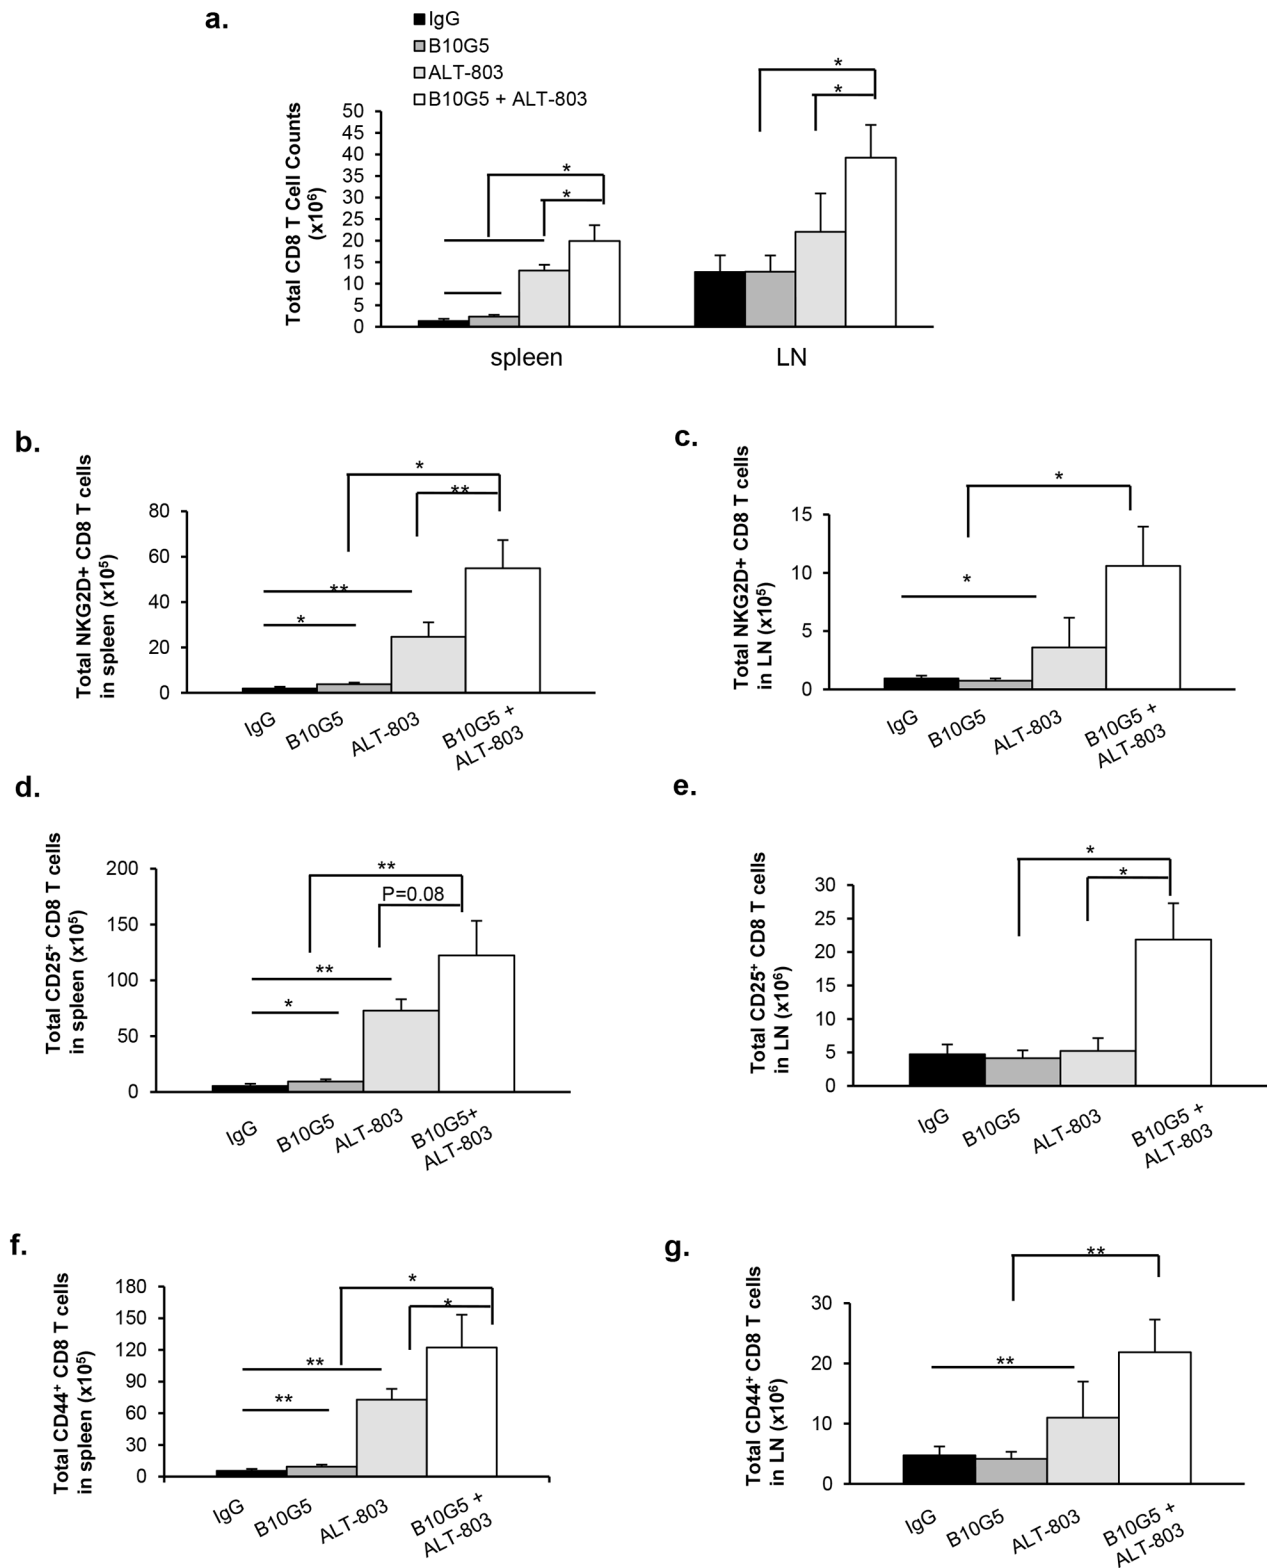 a.
IgG
B10G5
ALT-803
B10G5 + ALT-803
Total CD8 T Cell Counts
(x10⁶)
50
45
40
35
30
25
20
15
10
5
0
*
*
*
*
spleen
LN
b.
Total NKG2D+ CD8 T cells
in spleen (x10⁵)
80
60
40
20
0
*
**
**
*
IgG
B10G5
ALT-803
B10G5 +
ALT-803
c.
Total NKG2D+ CD8 T cells
in LN (x10⁵)
15
10
5
0
*
*
IgG
B10G5
ALT-803
B10G5 +
ALT-803
d.
Total CD25⁺ CD8 T cells
in spleen (x10⁵)
200
150
100
50
0
**
P=0.08
**
*
IgG
B10G5
ALT-803
B10G5+
ALT-803
e.
Total CD25⁺ CD8 T cells
in LN (x10⁶)
30
25
20
15
10
5
0
*
*
IgG
B10G5
ALT-803
B10G5 +
ALT-803
f.
Total CD44⁺ CD8 T cells
in spleen (x10⁵)
180
150
120
90
60
30
0
*
*
**
**
IgG
B10G5
ALT-803
B10G5 +
ALT-803
g.
Total CD44⁺ CD8 T cells
in LN (x10⁶)
30
20
10
0
**
**
IgG
B10G5
ALT-803
B10G5 +
ALT-803